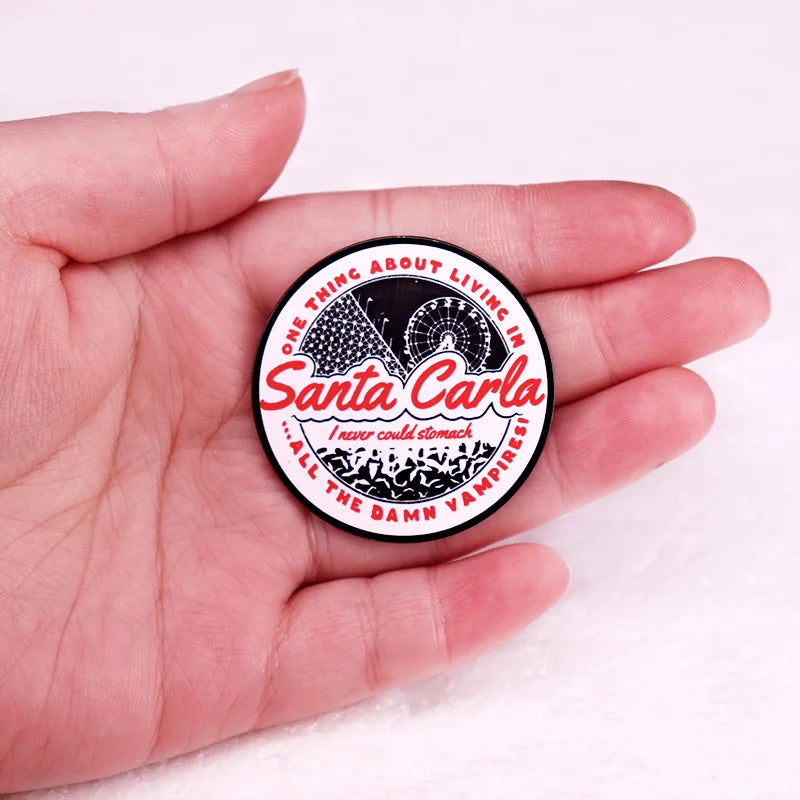 ONE THING ABOUT LIVING IN
Santa Carla
I never could stomach
...ALL THE DAMN VAMPIRES!